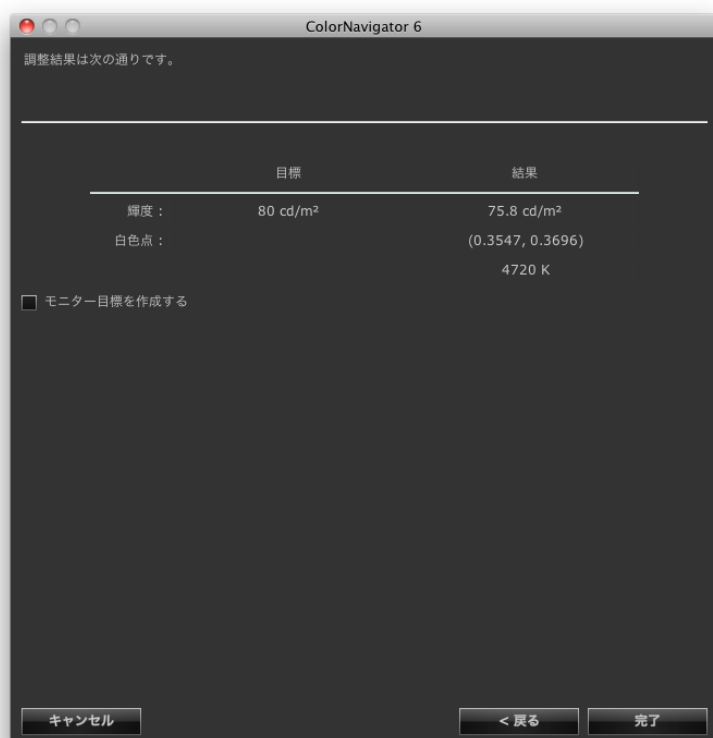 ColorNavigator 6
調整結果は次の通りです。
目標 結果
輝度： 80 cd/m² 75.8 cd/m²
白色点： (0.3547, 0.3696)
4720 K
モニター目標を作成する
キャンセル < 戻る 完了